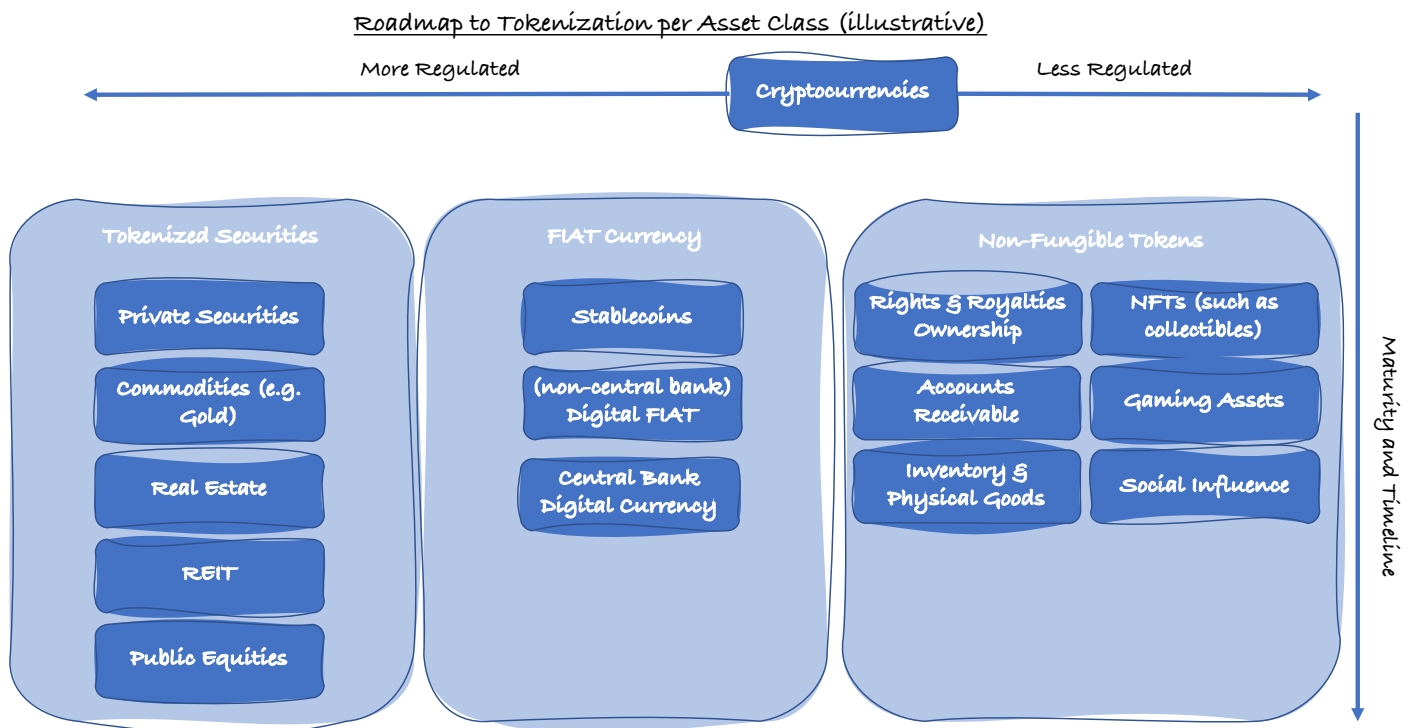 Roadmap to Tokenization per Asset Class (illustrative)
More Regulated
Cryptocurrencies
Less Regulated
Tokenized Securities
Private Securities
Commodities (e.g.
Gold)
Real Estate
REIT
Public Equities
FIAT Currency
Stablecoins
(non-central bank)
Digital FIAT
Central Bank
Digital Currency
Non-Fungible Tokens
Rights & Royalties
Ownership
NFTs (such as
collectibles)
Accounts
Receivable
Gaming Assets
Inventory &
Physical Goods
Social Influence
Maturity and Timeline